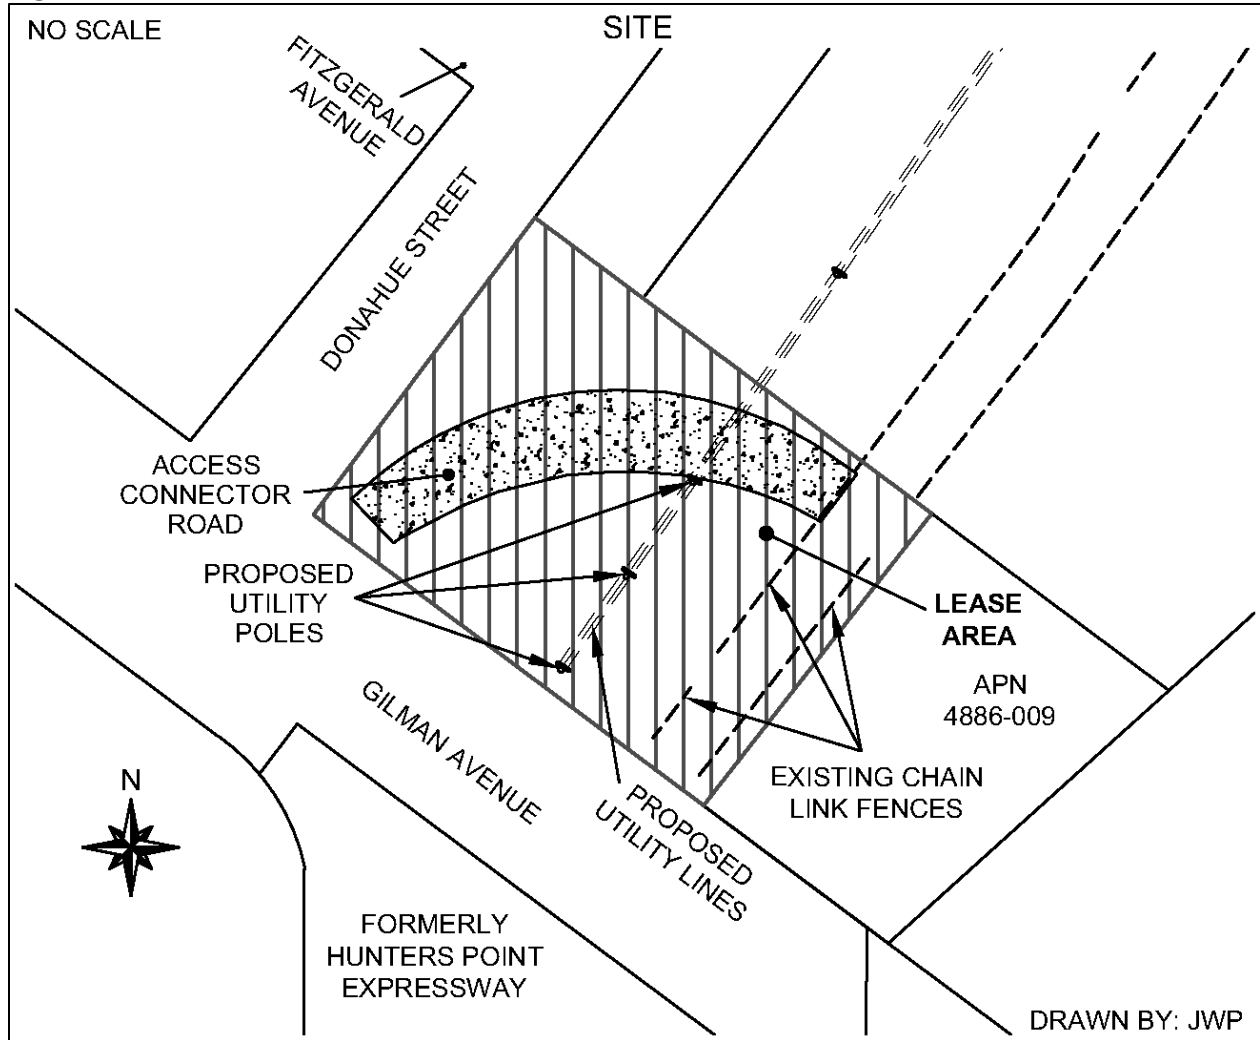 NO SCALE
SITE
FITZGERALD
AVENUE
DONAHUE STREET
ACCESS
CONNECTOR
ROAD
PROPOSED
UTILITY
POLES
LEASE
AREA
APN
4886-009
GILMAN AVENUE
PROPOSED
UTILITY LINES
EXISTING CHAIN
LINK FENCES
N
FORMERLY
HUNTERS POINT
EXPRESSWAY
DRAWN BY: JWP